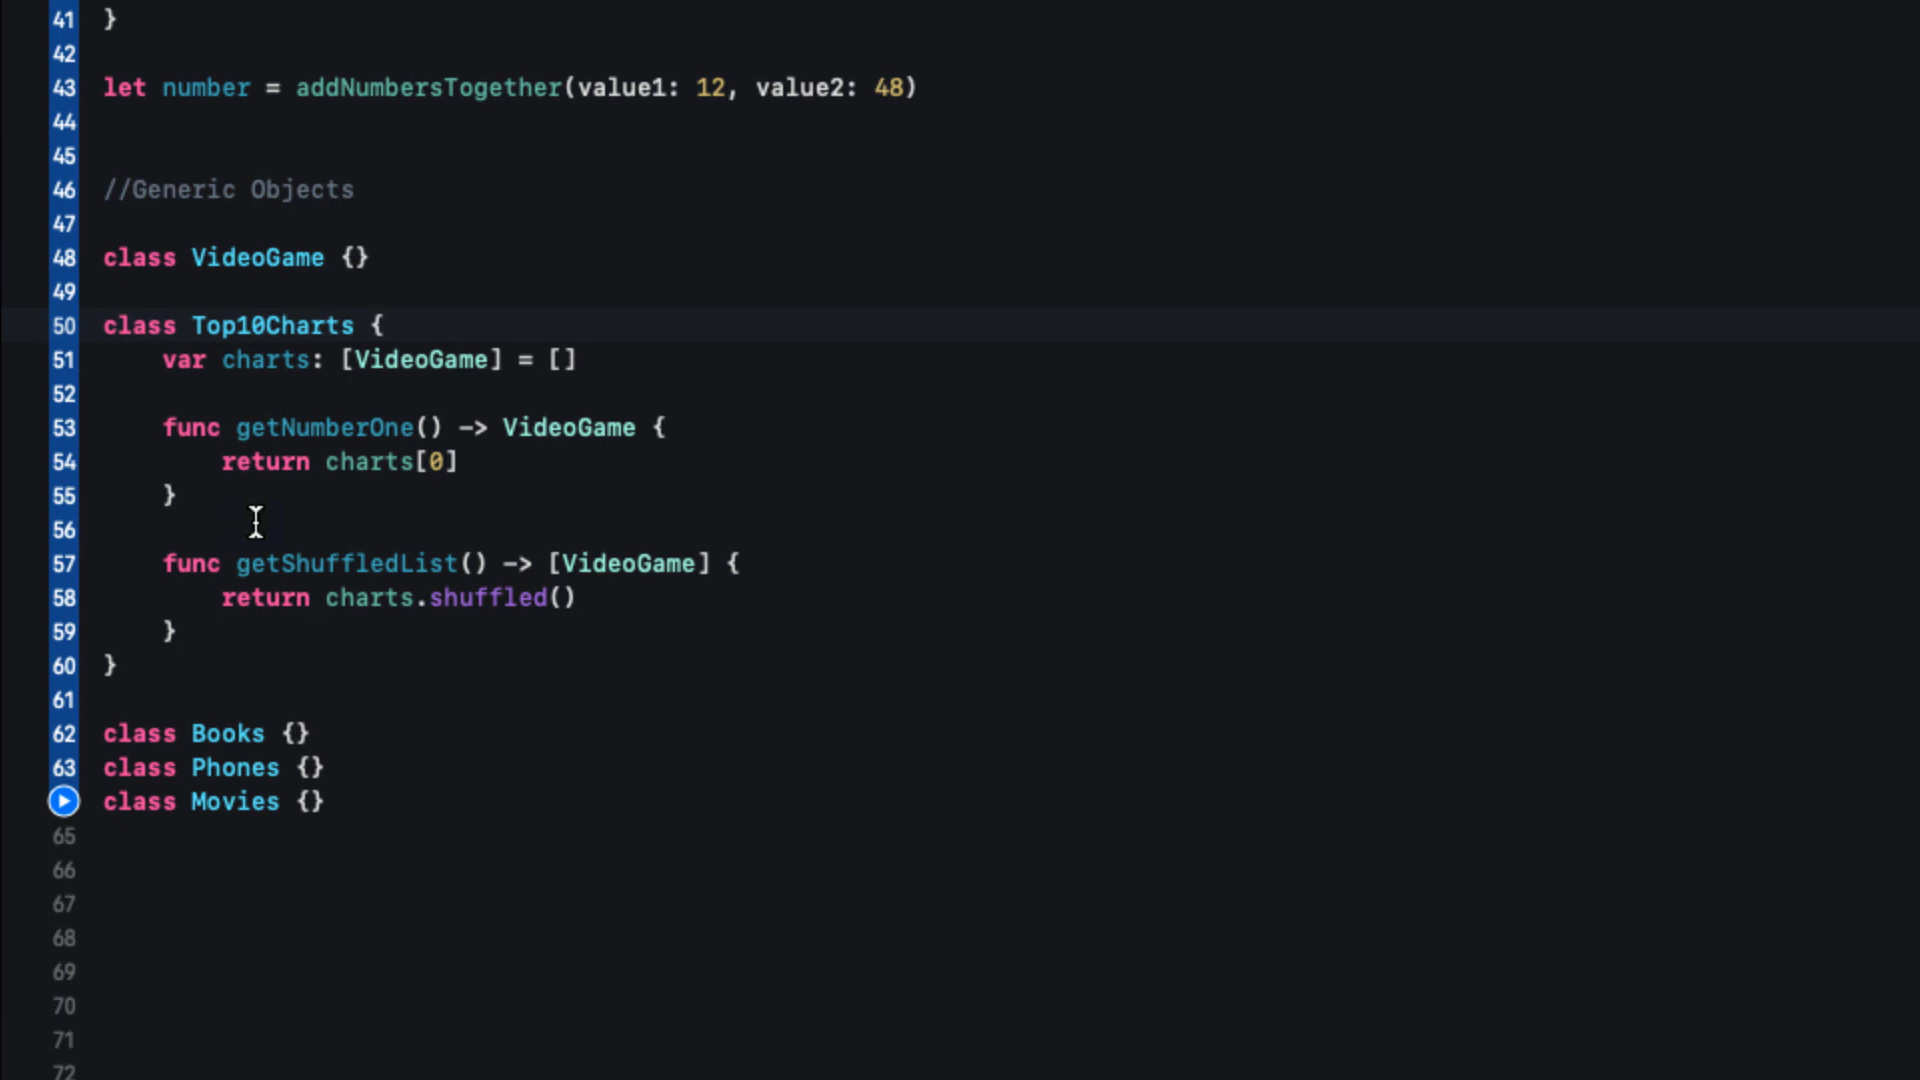 41 }
42
43 let number = addNumbersTogether(value1: 12, value2: 48)
44
45
46 //Generic Objects
47
48 class VideoGame {}
49
50 class Top10Charts {
51     var charts: [VideoGame] = []
52
53     func getNumberOne() -> VideoGame {
54         return charts[0]
55     }
56
57     func getShuffledList() -> [VideoGame] {
58         return charts.shuffled()
59     }
60 }
61
62 class Books {}
63 class Phones {}
class Movies {}
65
66
67
68
69
70
71
72